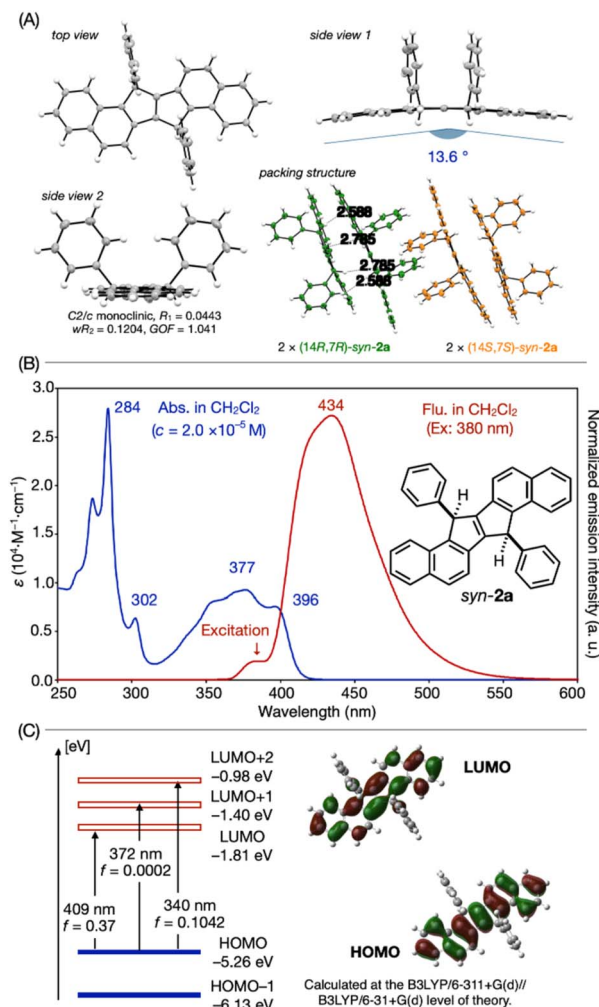 (A)
top view
side view 1
13.6 °
side view 2
packing structure
2.588
2.785
2.785
2.588
C2/c monoclinic, R₁ = 0.0443
wR₂ = 0.1204, GOF = 1.041
2 × (14R,7R)-syn-2a
2 × (14S,7S)-syn-2a
(B)
3.0
2.5
2.0
1.5
1.0
0.5
0.0
ε (10⁴·M⁻¹·cm⁻¹)
284
Abs. in CH₂Cl₂
(c = 2.0 ×10⁻⁵ M)
434
Flu. in CH₂Cl₂
(Ex: 380 nm)
302
377
396
Excitation
↓
H
H
syn-2a
Normalized emission intensity (a. u.)
250
300
350
400
450
500
550
600
Wavelength (nm)
(C)
[eV]
LUMO+2
−0.98 eV
LUMO+1
−1.40 eV
LUMO
−1.81 eV
372 nm
f = 0.0002
409 nm
f = 0.37
340 nm
f = 0.1042
HOMO
−5.26 eV
HOMO−1
−6.13 eV
LUMO
HOMO
Calculated at the B3LYP/6-311+G(d)//
B3LYP/6-31+G(d) level of theory.